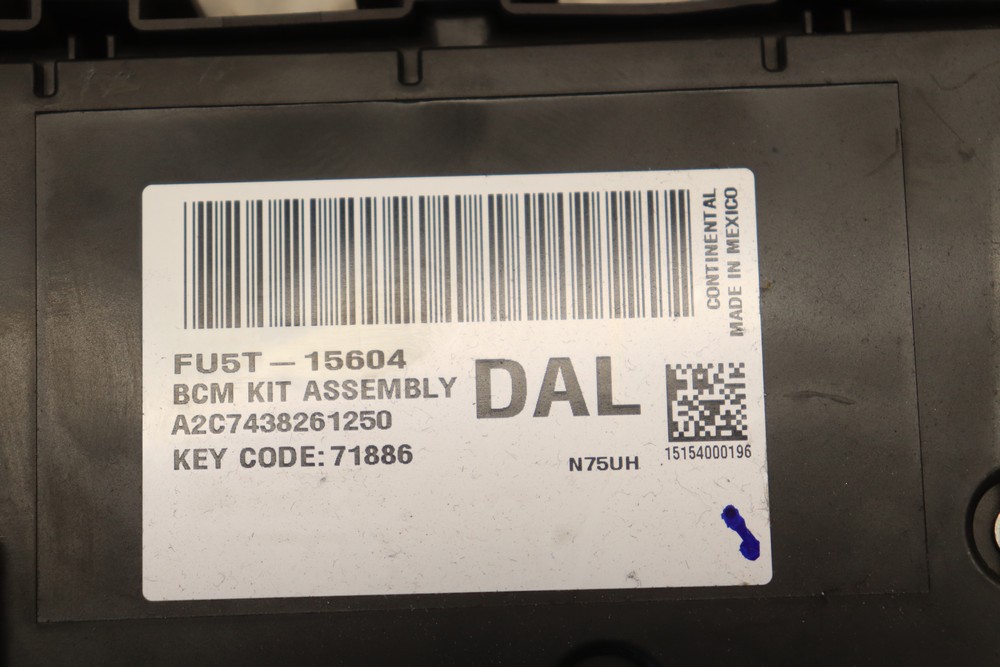 CONTINENTAL
MADE IN MEXICO
FU5T-15604
BCM KIT ASSEMBLY
A2C7438261250
KEY CODE: 71886
DAL
N75UH
15154000196